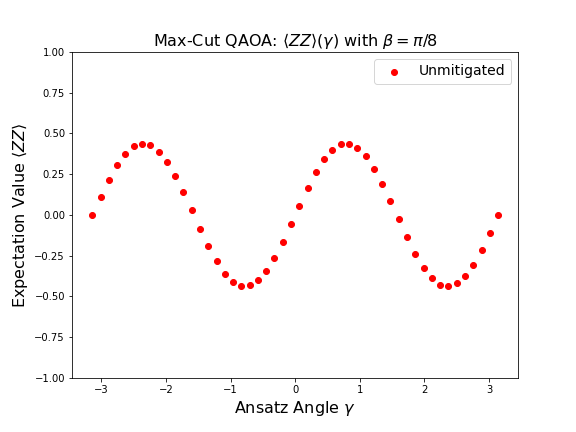 Max-Cut QAOA: ⟨ZZ⟩(γ) with β = π/8
Unmitigated
Expectation Value ⟨ZZ⟩
1.00
0.75
0.50
0.25
0.00
−0.25
−0.50
−0.75
−1.00
−3 −2 −1 0 1 2 3
Ansatz Angle γ